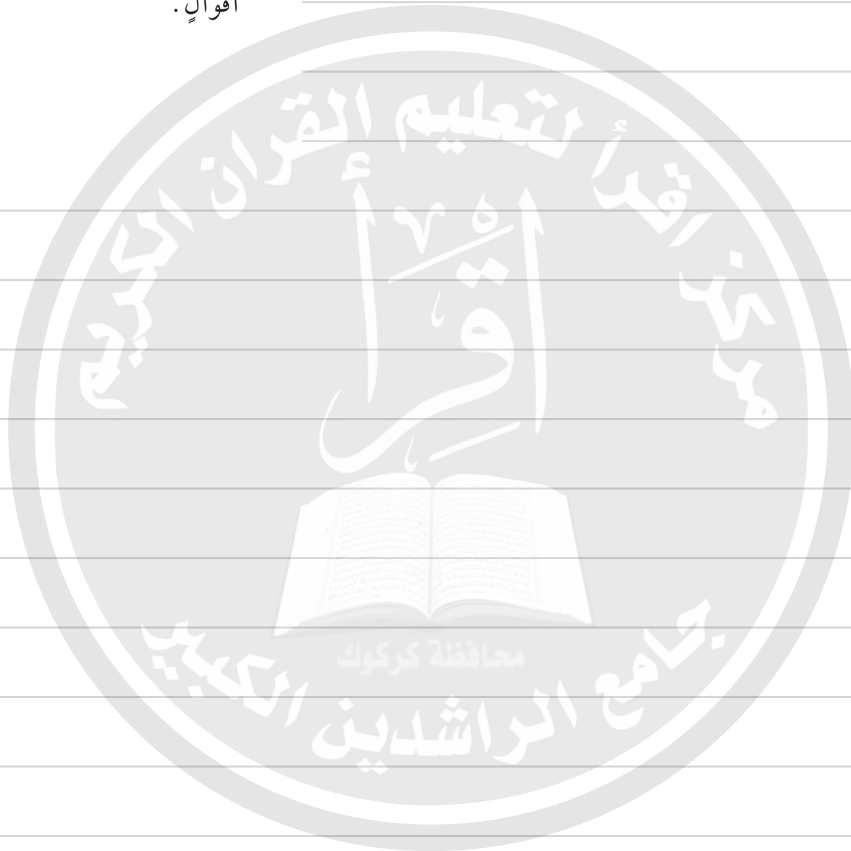 أقوالٍ .
مركز اقرأ لتعليم القرآن الكريم
اقرأ
محافظة كركوك
جامع الراشدين الكبير